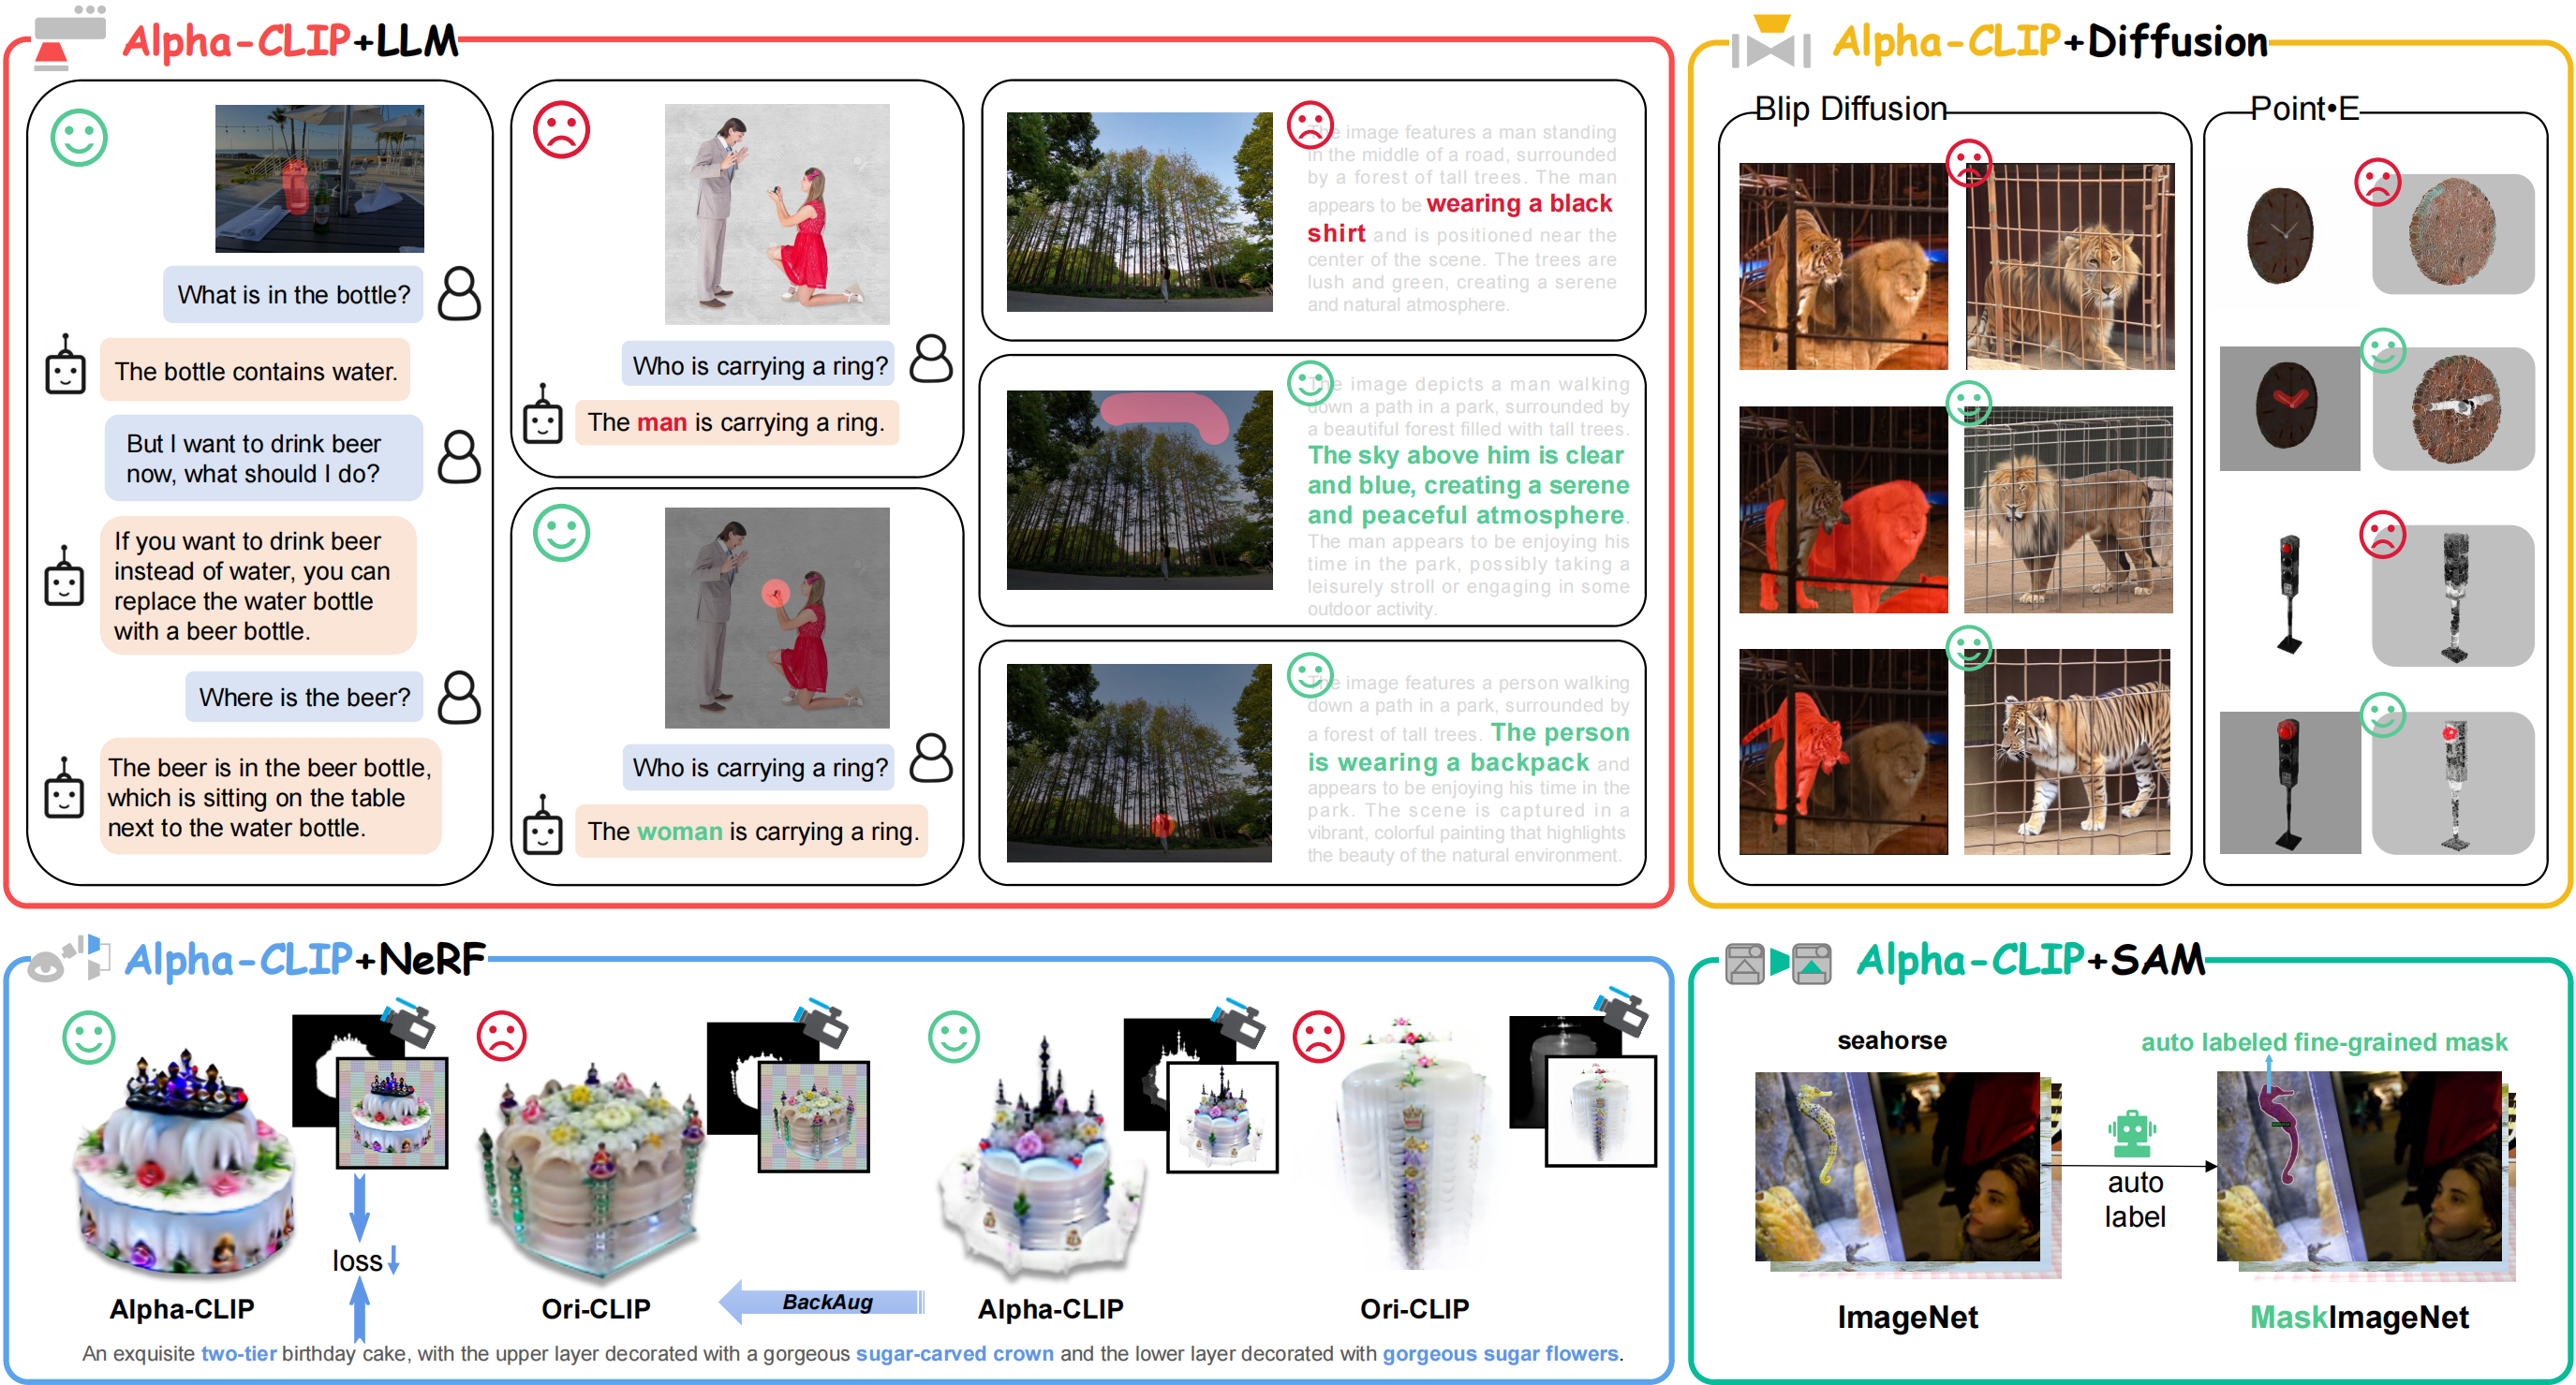 Alpha-CLIP+LLM
What is in the bottle?
The bottle contains water.
But I want to drink beer
now, what should I do?
If you want to drink beer
instead of water, you can
replace the water bottle
with a beer bottle.
Where is the beer?
The beer is in the beer bottle,
which is sitting on the table
next to the water bottle.
Who is carrying a ring?
The man is carrying a ring.
Who is carrying a ring?
The woman is carrying a ring.
The image features a man standing
in the middle of a road, surrounded
by a forest of tall trees. The man
appears to be wearing a black
shirt and is positioned near the
center of the scene. The trees are
lush and green, creating a serene
and natural atmosphere.
The image depicts a man walking
down a path in a park, surrounded by
a beautiful forest filled with tall trees.
The sky above him is clear
and blue, creating a serene
and peaceful atmosphere.
The man appears to be enjoying his
time in the park, possibly taking a
leisurely stroll or engaging in some
outdoor activity.
The image features a person walking
down a path in a park, surrounded by
a forest of tall trees. The person
is wearing a backpack and
appears to be enjoying his time in the
park. The scene is captured in a
vibrant, colorful painting that highlights
the beauty of the natural environment.
Alpha-CLIP+Diffusion
Blip Diffusion
Point•E
Alpha-CLIP+NeRF
loss
Alpha-CLIP
Ori-CLIP
BackAug
Alpha-CLIP
Ori-CLIP
An exquisite two-tier birthday cake, with the upper layer decorated with a gorgeous sugar-carved crown and the lower layer decorated with gorgeous sugar flowers.
Alpha-CLIP+SAM
seahorse
auto labeled fine-grained mask
auto
label
ImageNet
MaskImageNet